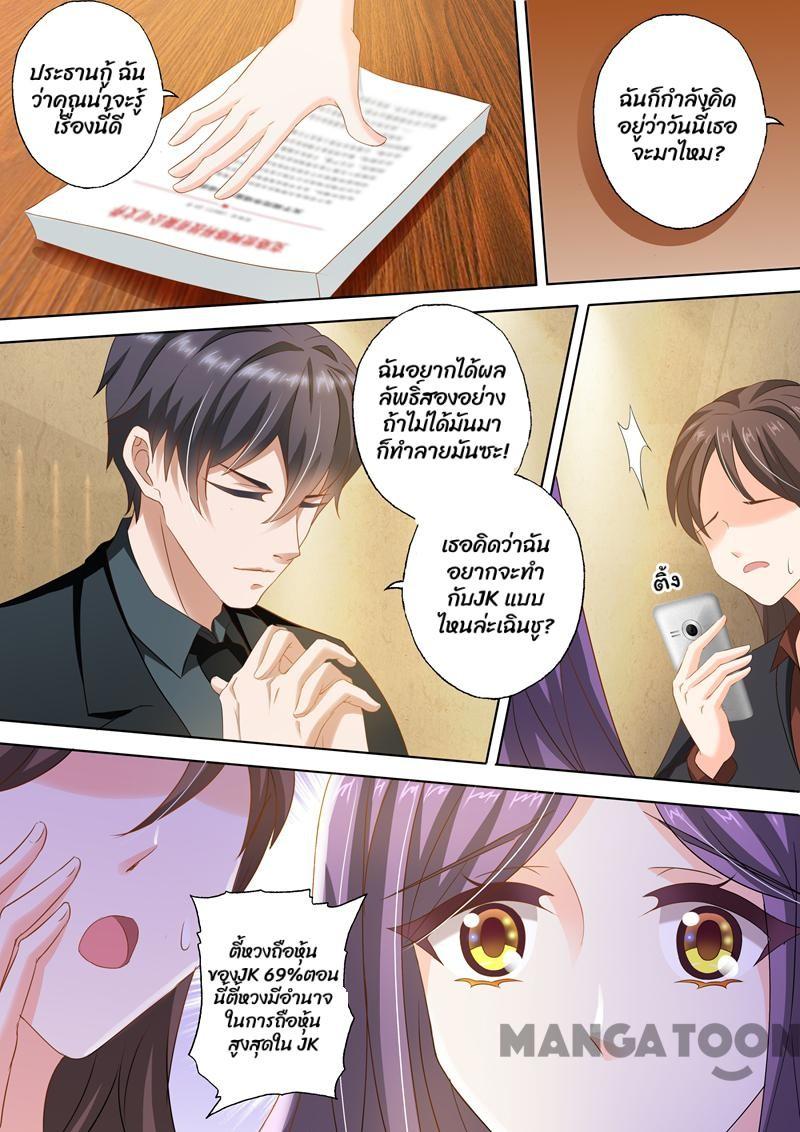 ประธานกู้ ฉัน
ว่าคุณน่าจะรู้
เรื่องนี้ดี
ฉันก็กำลังคิด
อยู่ว่าวันนี้เธอ
จะมาไหม?
ฉันอยากได้ผล
ลัพธิ์สองอย่าง
ถ้าไม่ได้มันมา
ก็ทำลายมันซะ!
เธอคิดว่าฉัน
อยากจะทำ
กับJK แบบ
ไหนล่ะเฉินชู?
ติ้ง
ตี้หวงถือหุ้น
ของJK 69%ตอน
นี้ตี้หวงมีอำนาจ
ในการถือหุ้น
สูงสุดใน JK
MANGATOON